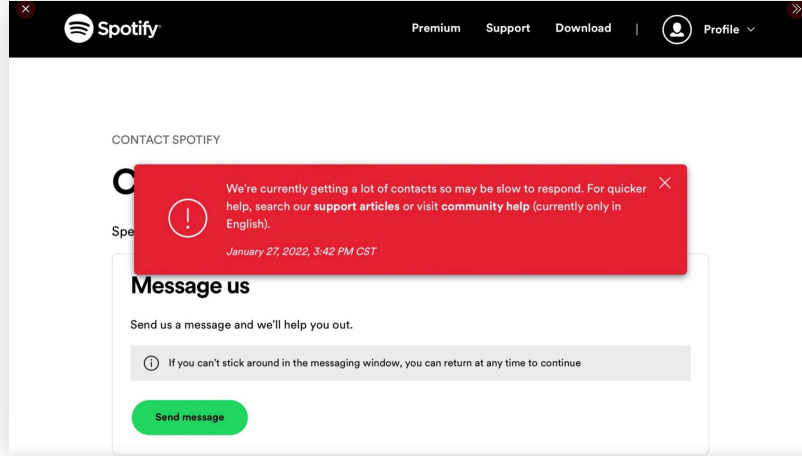 Spotify®
Premium Support Download | Profile
CONTACT SPOTIFY
We're currently getting a lot of contacts so may be slow to respond. For quicker
help, search our support articles or visit community help (currently only in
English).
January 27, 2022, 3:42 PM CST
Message us
Send us a message and we'll help you out.
If you can't stick around in the messaging window, you can return at any time to continue
Send message